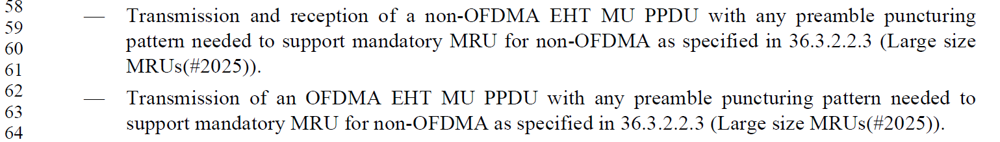 58
— Transmission and reception of a non-OFDMA EHT MU PPDU with any preamble puncturing
59
pattern needed to support mandatory MRU for non-OFDMA as specified in 36.3.2.2.3 (Large size
60
61
MRUs(#2025)).
62
— Transmission of an OFDMA EHT MU PPDU with any preamble puncturing pattern needed to
63
support mandatory MRU for non-OFDMA as specified in 36.3.2.2.3 (Large size MRUs(#2025)).
64